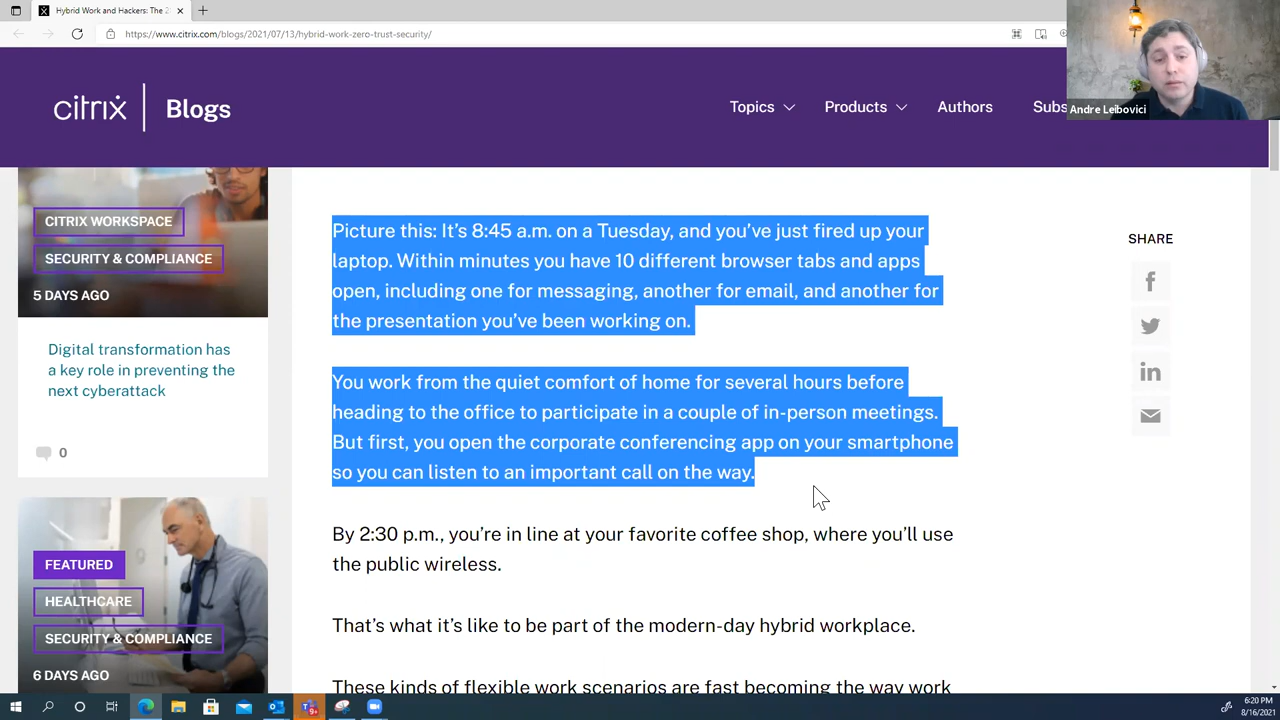 Hybrid Work and Hackers: The 2
https://www.citrix.com/blogs/2021/07/13/hybrid-work-zero-trust-security/
Andre Leibovici
citrix | Blogs
Topics
Products
Authors
Subs
CITRIX WORKSPACE
SECURITY & COMPLIANCE
5 DAYS AGO
Digital transformation has
a key role in preventing the
next cyberattack
0
FEATURED
HEALTHCARE
SECURITY & COMPLIANCE
6 DAYS AGO
Picture this: It’s 8:45 a.m. on a Tuesday, and you’ve just fired up your
laptop. Within minutes you have 10 different browser tabs and apps
open, including one for messaging, another for email, and another for
the presentation you’ve been working on.
You work from the quiet comfort of home for several hours before
heading to the office to participate in a couple of in-person meetings.
But first, you open the corporate conferencing app on your smartphone
so you can listen to an important call on the way.
By 2:30 p.m., you’re in line at your favorite coffee shop, where you’ll use
the public wireless.
That’s what it’s like to be part of the modern-day hybrid workplace.
These kinds of flexible work scenarios are fast becoming the way work
SHARE
6:20 PM
8/16/2021